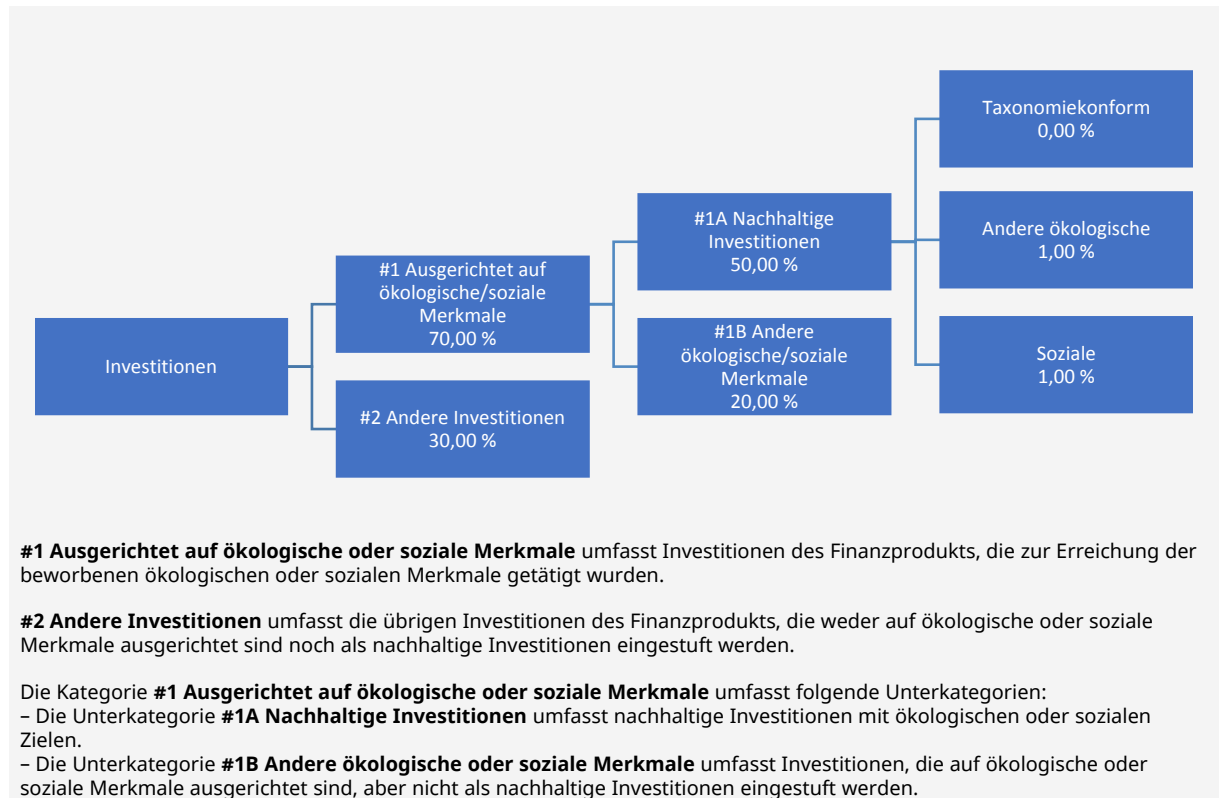 Investitionen
#1 Ausgerichtet auf
ökologische/soziale
Merkmale
70,00 %
#2 Andere Investitionen
30,00 %
#1A Nachhaltige
Investitionen
50,00 %
#1B Andere
ökologische/soziale
Merkmale
20,00 %
Taxonomiekonform
0,00 %
Andere ökologische
1,00 %
Soziale
1,00 %
#1 Ausgerichtet auf ökologische oder soziale Merkmale umfasst Investitionen des Finanzprodukts, die zur Erreichung der
beworbenen ökologischen oder sozialen Merkmale getätigt wurden.
#2 Andere Investitionen umfasst die übrigen Investitionen des Finanzprodukts, die weder auf ökologische oder soziale
Merkmale ausgerichtet sind noch als nachhaltige Investitionen eingestuft werden.
Die Kategorie #1 Ausgerichtet auf ökologische oder soziale Merkmale umfasst folgende Unterkategorien:
– Die Unterkategorie #1A Nachhaltige Investitionen umfasst nachhaltige Investitionen mit ökologischen oder sozialen
Zielen.
– Die Unterkategorie #1B Andere ökologische oder soziale Merkmale umfasst Investitionen, die auf ökologische oder
soziale Merkmale ausgerichtet sind, aber nicht als nachhaltige Investitionen eingestuft werden.